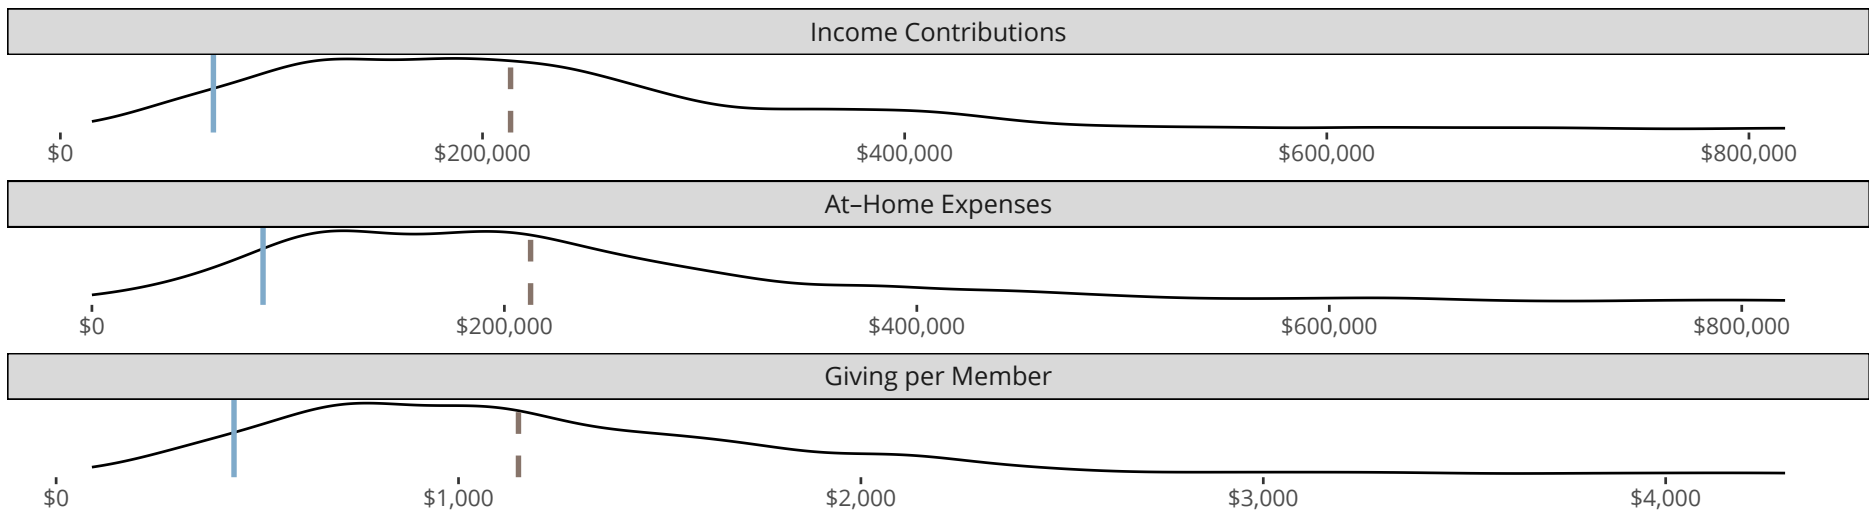 Income Contributions
$0 $200,000 $400,000 $600,000 $800,000
At–Home Expenses
$0 $200,000 $400,000 $600,000 $800,000
Giving per Member
$0 $1,000 $2,000 $3,000 $4,000